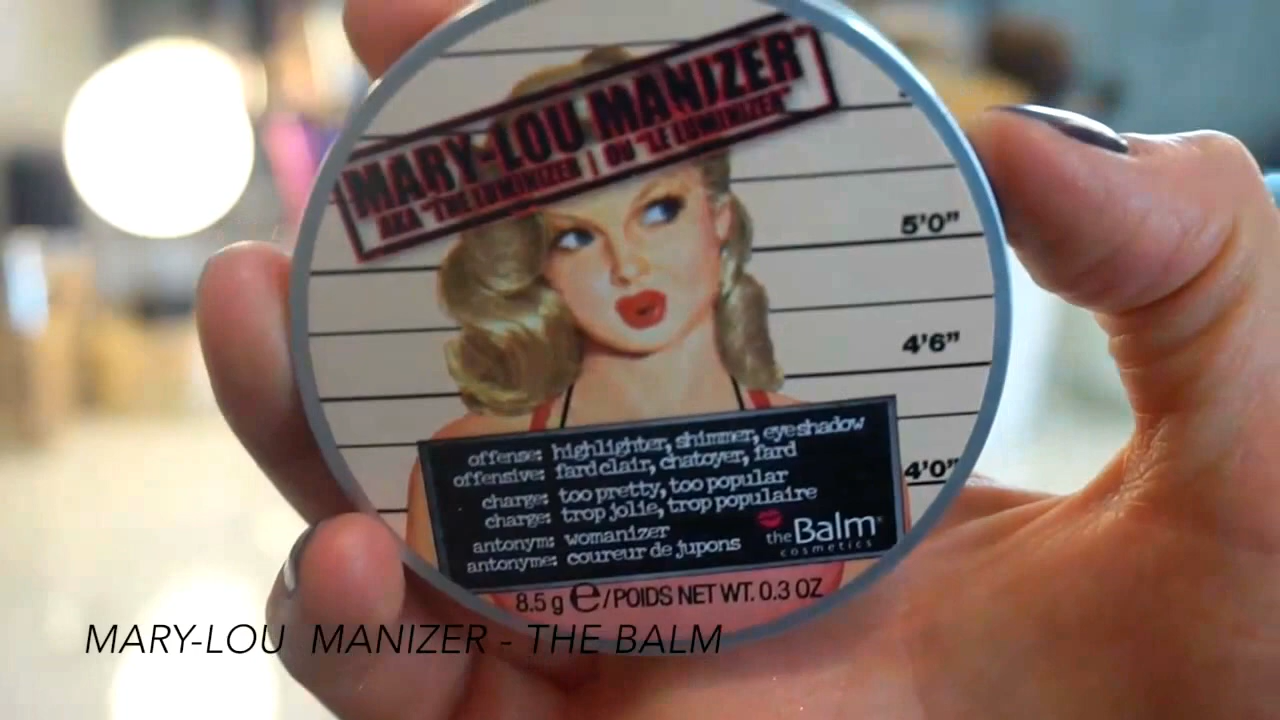 MARY-LOU MANIZER
AKA "THE LUMINIZER | OU "LE LUMINIZER"
5'0"
4'6"
4'0"
offense: highlighter, shimmer, eyeshadow
offensive: fard clair, chatoyer, fard
charge: too pretty, too popular
charge: trop jolie, trop populaire
antonym: womanizer
antonyme: coureur de jupons
theBalm®
cosmetics
8.5 g e/POIDS NET WT. 0.3 OZ
MARY-LOU MANIZER - THE BALM